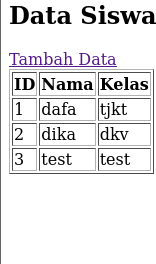 Data Siswa
Tambah Data
ID Nama Kelas
1 dafa tjkt
2 dika dkv
3 test test